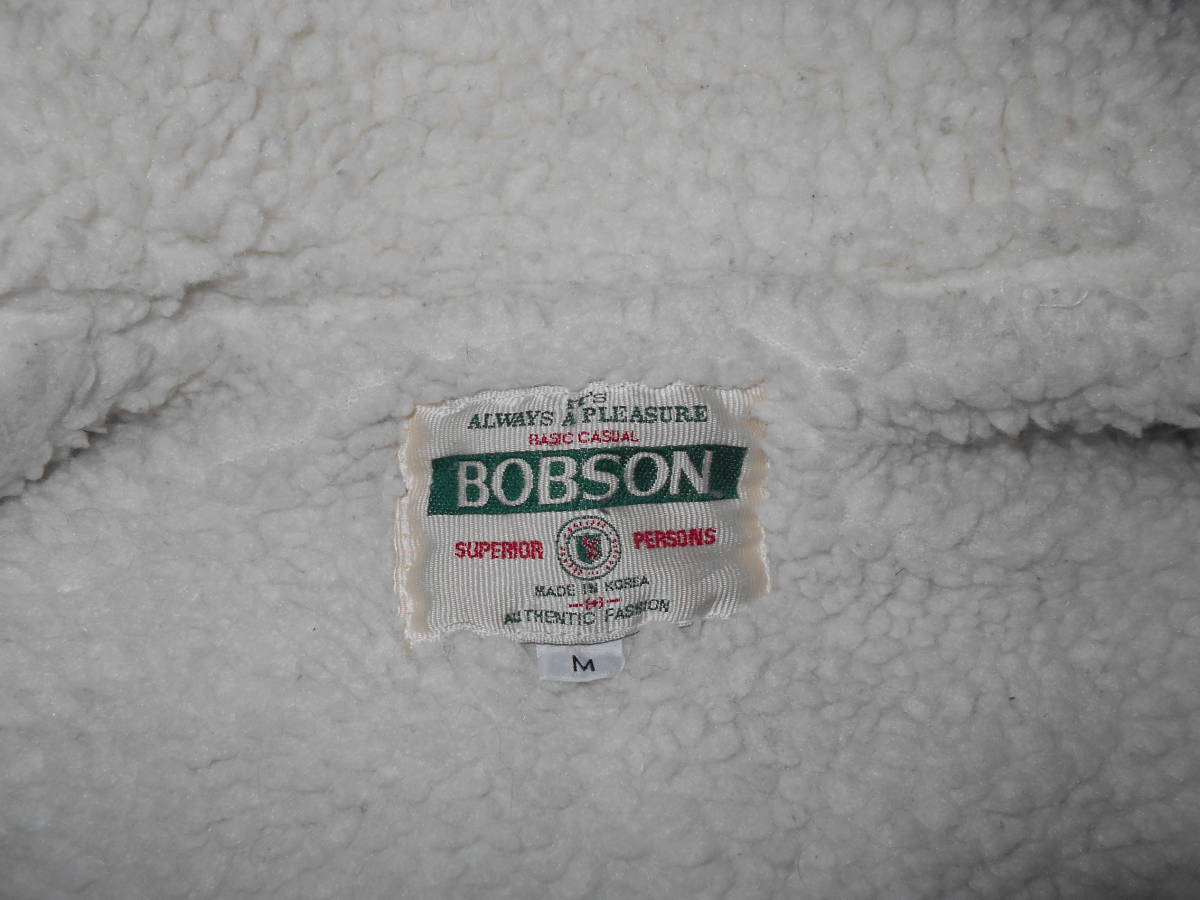 IT'S
ALWAYS A PLEASURE
BASIC CASUAL
BOBSON
SUPERIOR PERSONS
MADE IN KOREA
AUTHENTIC FASHION
M